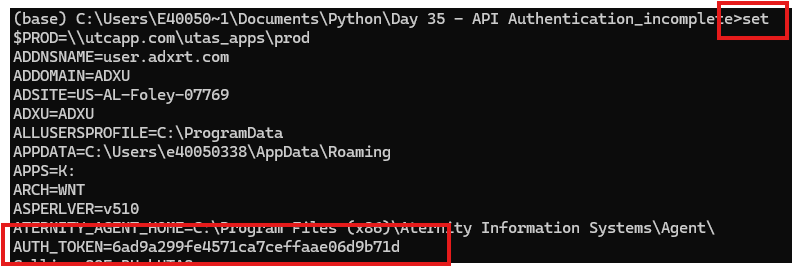 (base) C:\Users\E40050~1\Documents\Python\Day 35 - API Authentication_incomplete>set
$PROD=\\utcapp.com\utas_apps\prod
ADDNSNAME=user.adxrt.com
ADDOMAIN=ADXU
ADSITE=US-AL-Foley-07769
ADXU=ADXU
ALLUSERSPROFILE=C:\ProgramData
APPDATA=C:\Users\e40050338\AppData\Roaming
APPS=K:
ARCH=WNT
ASPERLVER=v510
ATERNITY_AGENT_HOME=C:\Program Files (x86)\Aternity Information Systems\Agent\
AUTH_TOKEN=6ad9a299fe4571ca7ceffaae06d9b71d